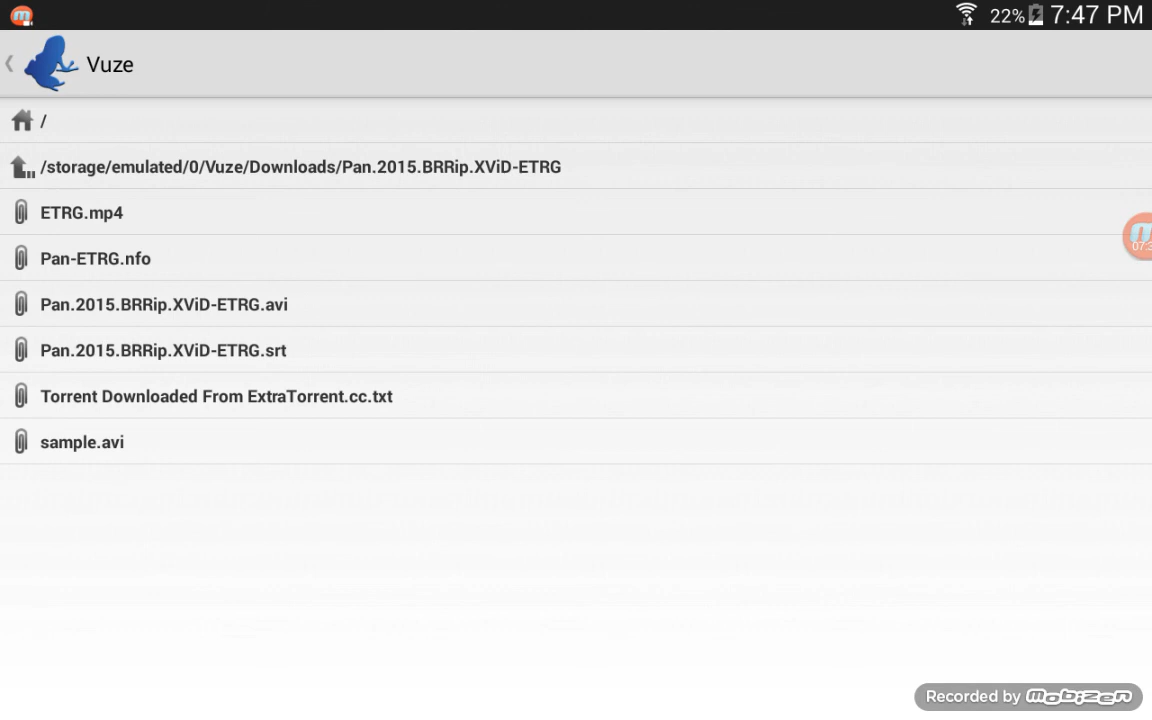 22% 7:47 PM
Vuze
/
/storage/emulated/0/Vuze/Downloads/Pan.2015.BRRip.XViD-ETRG
ETRG.mp4
07:3
Pan-ETRG.nfo
Pan.2015.BRRip.XViD-ETRG.avi
Pan.2015.BRRip.XViD-ETRG.srt
Torrent Downloaded From ExtraTorrent.cc.txt
sample.avi
Recorded by mobizen